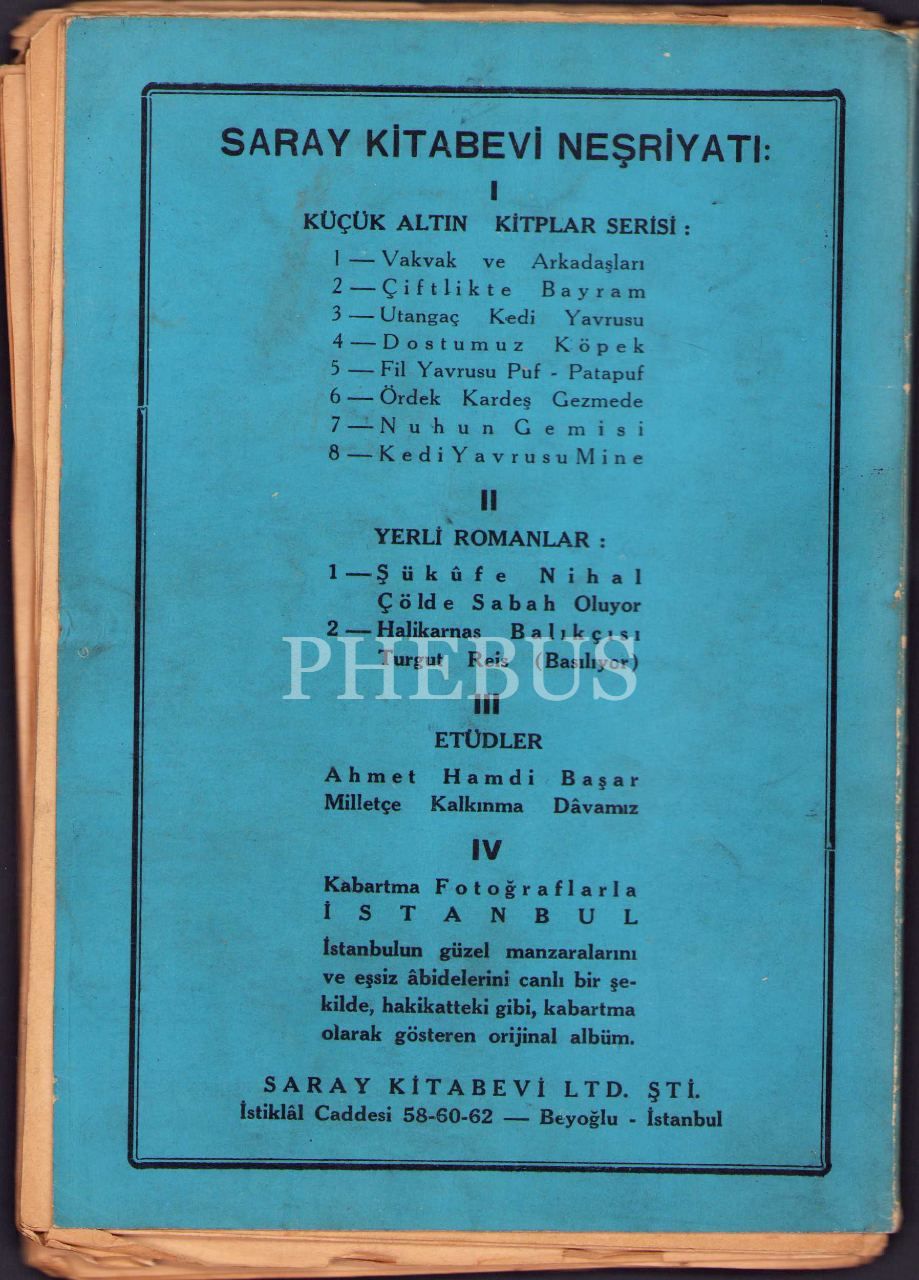 SARAY KİTABEVİ NEŞRİYATI:
I
KÜÇÜK ALTIN KİTPLAR SERİSİ :
1 — Vakvak ve Arkadaşları
2 — Çiftlikte Bayram
3 — Utangaç Kedi Yavrusu
4 — Dostumuz Köpek
5 — Fil Yavrusu Puf - Patapuf
6 — Ördek Kardeş Gezmede
7 — Nuhun Gemisi
8 — Kedi Yavrusu Mine
II
YERLİ ROMANLAR :
1 — Şükûfe Nihal
Çölde Sabah Oluyor
2 — Halikarnas Balıkçısı
Turgut Reis (Basılıyor)
PHEBUS
III
ETÜDLER
Ahmet Hamdi Başar
Milletçe Kalkınma Dâvamız
IV
Kabartma Fotoğraflarla
İSTANBUL
İstanbulun güzel manzaralarını
ve eşsiz âbidelerini canlı bir şe-
kilde, hakikatteki gibi, kabartma
olarak gösteren orijinal albüm.
SARAY KİTABEVİ LTD. ŞTİ.
İstiklâl Caddesi 58-60-62 — Beyoğlu - İstanbul